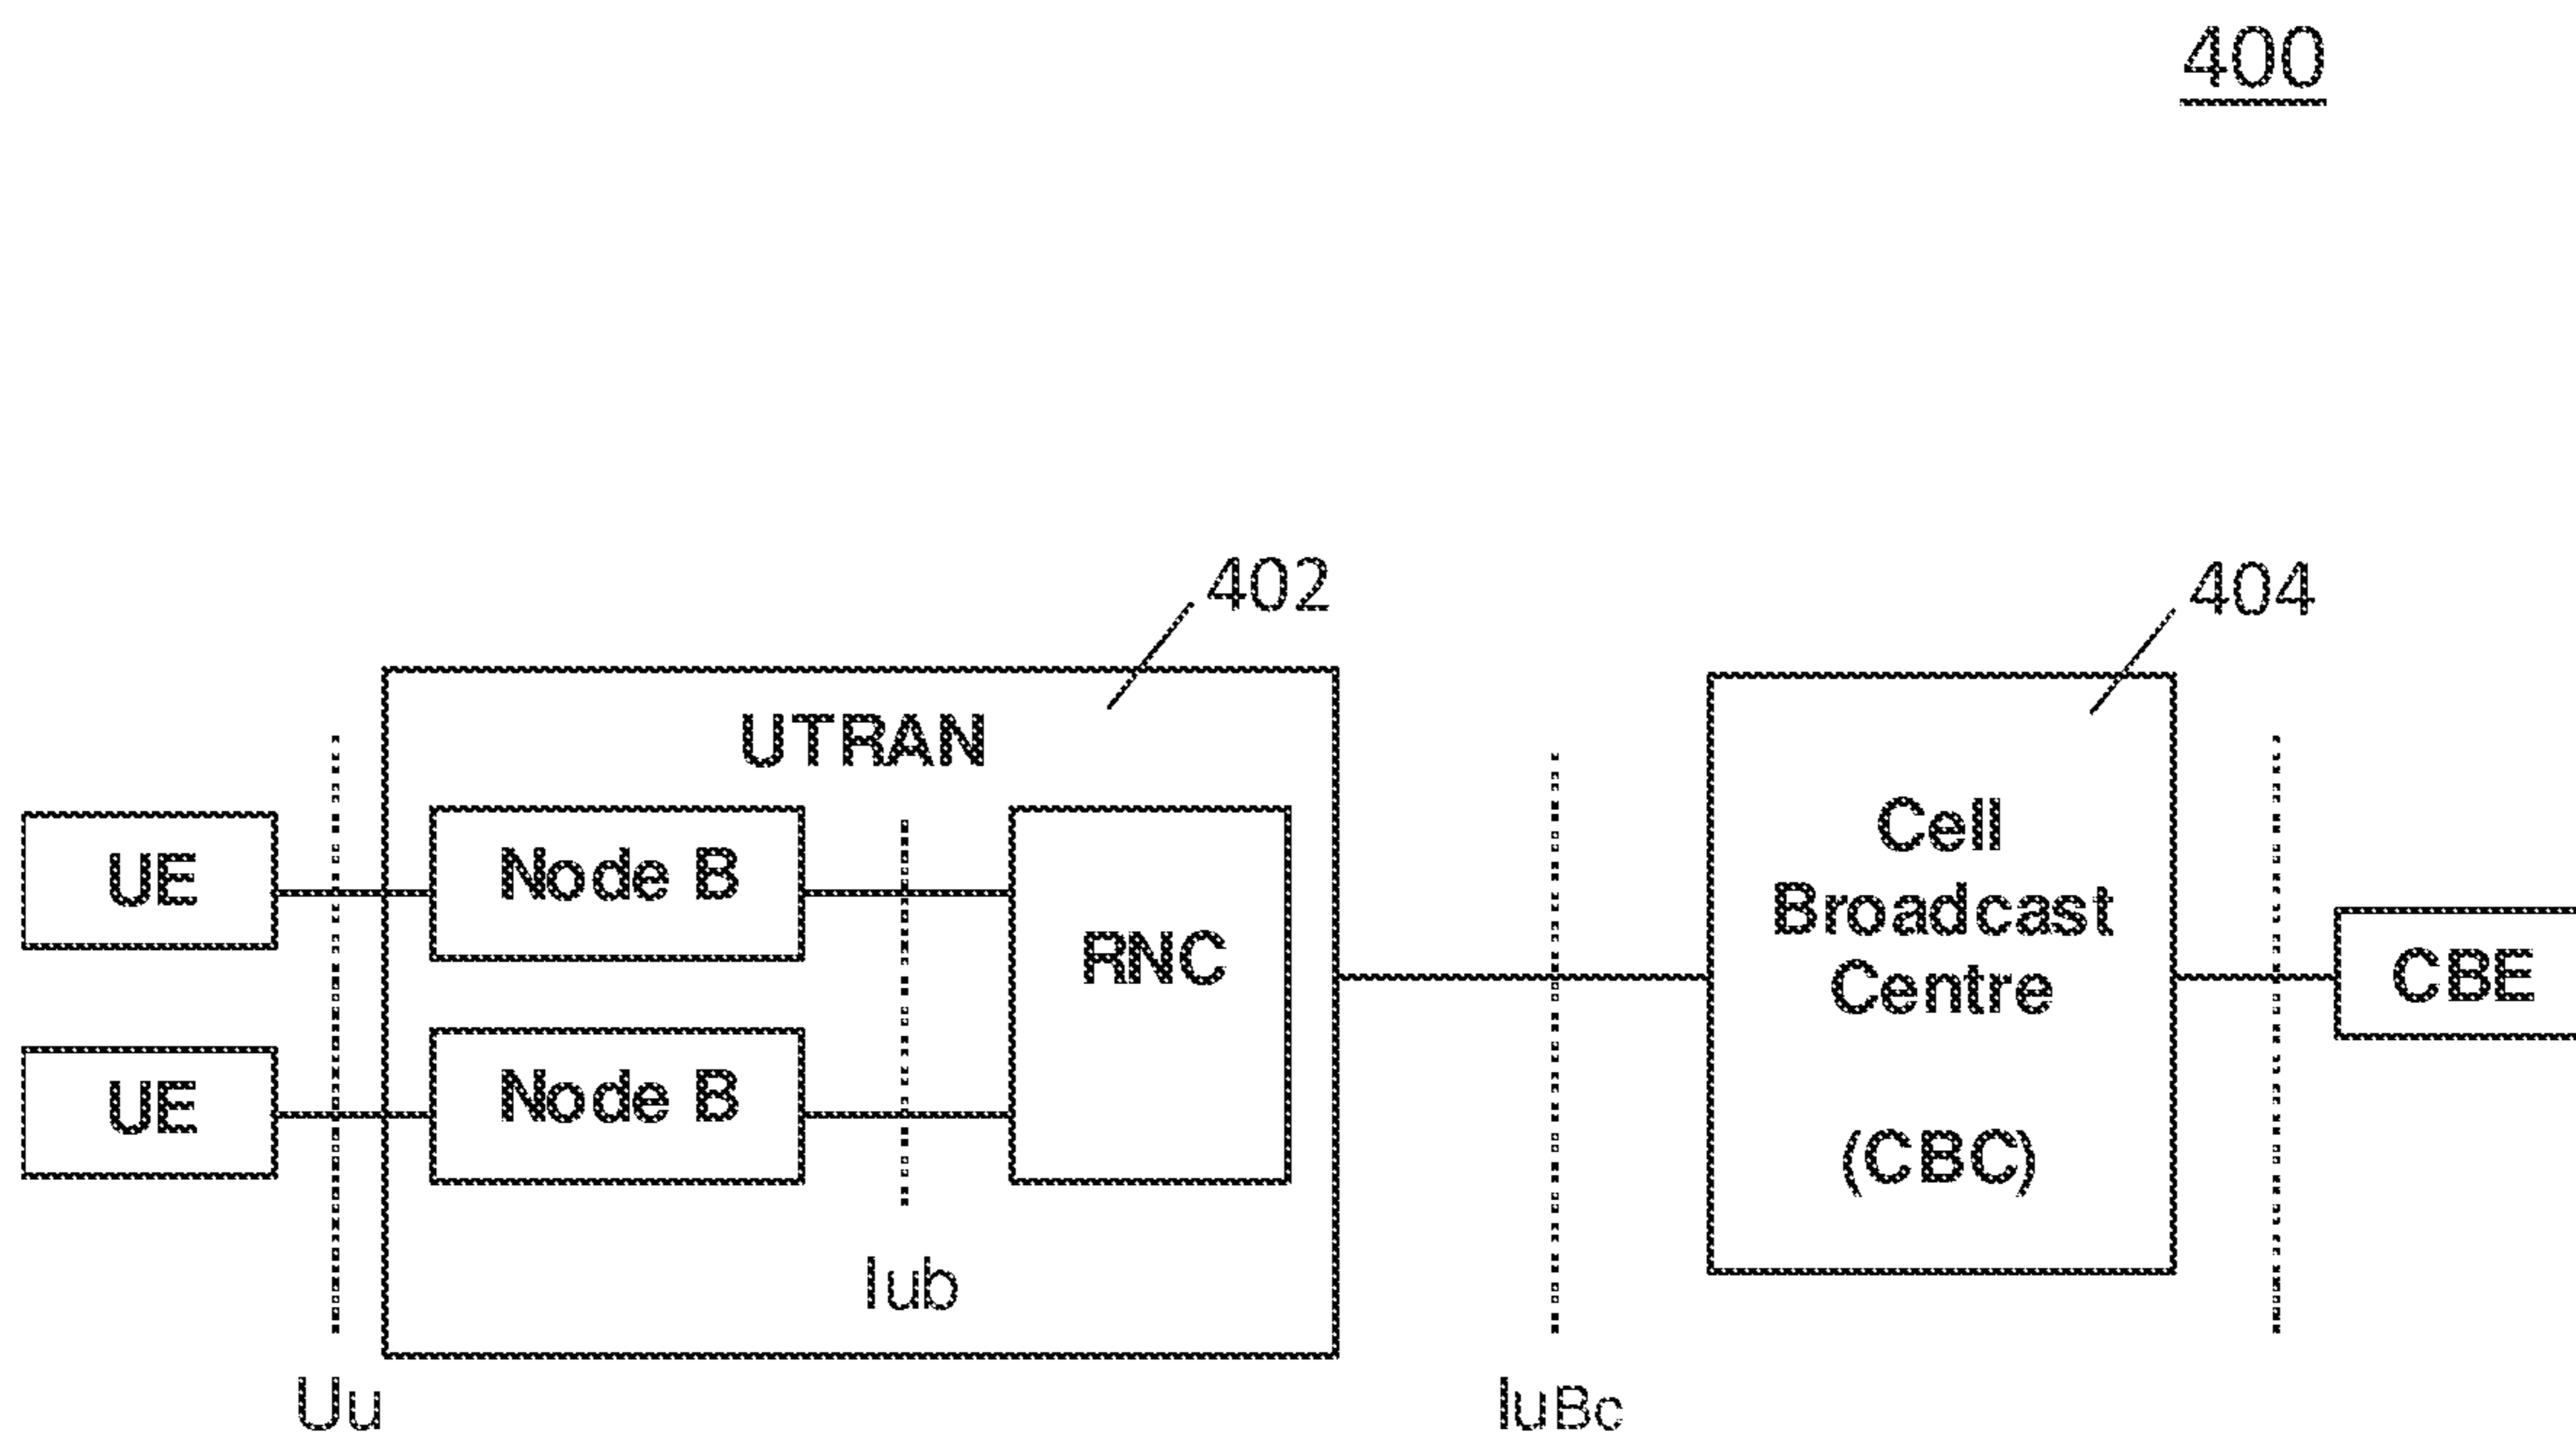 400
402
404
UTRAN
Cell
Broadcast
Centre
(CBC)
UE
Node B
RNC
CBE
UE
Node B
Iub
Uu
IuBc